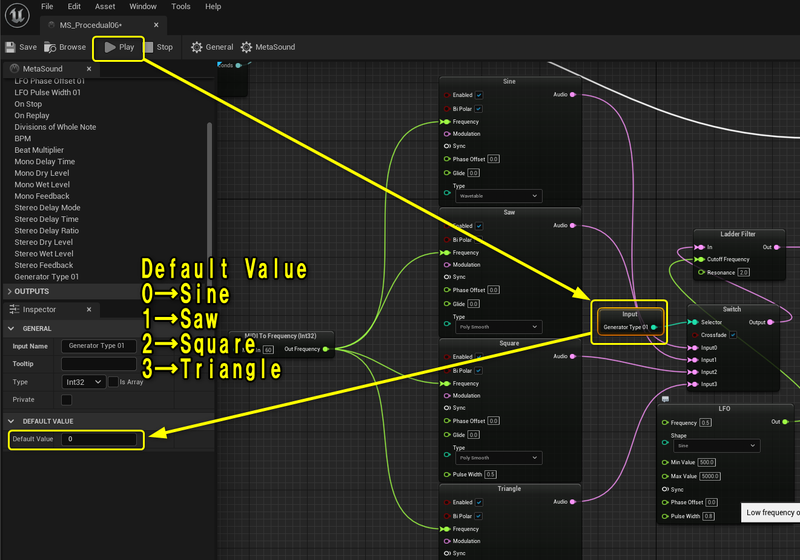 File Edit Asset Window Tools Help
MS_Procedual06*
Save Browse Play Stop General MetaSound
MetaSound
LFO Phase Offset 01
LFO Pulse Width 01
On Stop
On Replay
Divisions of Whole Note
BPM
Beat Multiplier
Mono Delay Time
Mono Dry Level
Mono Wet Level
Mono Feedback
Stereo Delay Mode
Stereo Delay Time
Stereo Delay Ratio
Stereo Dry Level
Stereo Wet Level
Stereo Feedback
Generator Type 01
OUTPUTS
Inspector
GENERAL
Input Name Generator Type 01
Tooltip
Type Int32 Is Array
Private
DEFAULT VALUE
Default Value 0
Default Value
0→Sine
1→Saw
2→Square
3→Triangle
MIDI To Frequency (Int32)
In 60 Out Frequency
Sine
Enabled Audio
Bi Polar
Frequency
Modulation
Sync
Phase Offset 0.0
Glide 0.0
Type
Wavetable
Saw
Enabled Audio
Bi Polar
Frequency
Modulation
Sync
Phase Offset 0.0
Glide 0.0
Type
Poly Smooth
Square
Enabled Audio
Bi Polar
Frequency
Modulation
Sync
Phase Offset 0.0
Glide 0.0
Type
Poly Smooth
Pulse Width 0.5
Triangle
Enabled Audio
Bi Polar
Frequency
Modulation
Sync
Input
Generator Type 01
Ladder Filter
In Out
Cutoff Frequency
Resonance 2.0
Switch
Selector Output
Crossfade
Input0
Input1
Input2
Input3
LFO
Frequency 0.5 Out
Shape
Sine
Min Value 500.0
Max Value 5000.0
Sync
Phase Offset 0.0
Pulse Width 0.8
Low frequency o